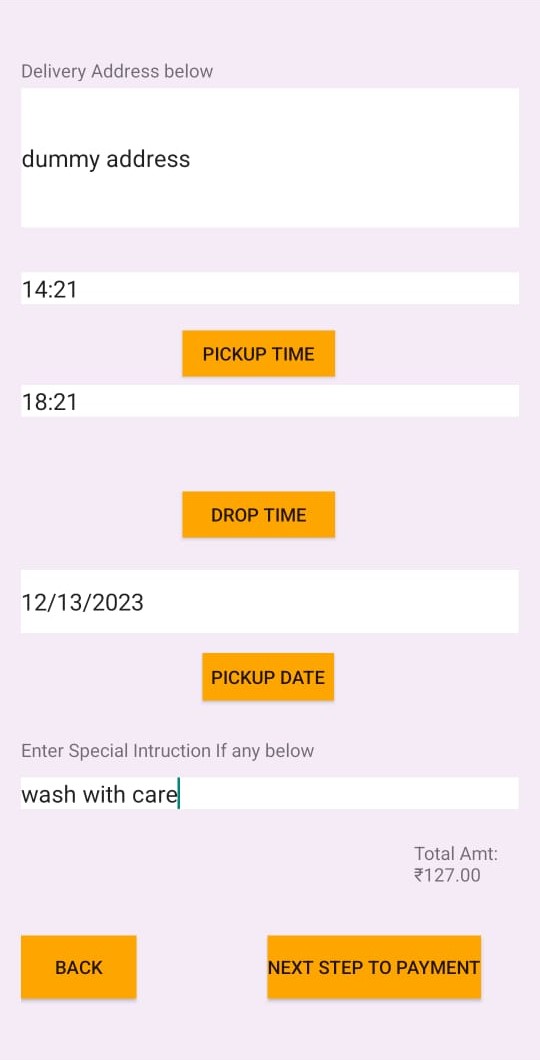 Delivery Address below
dummy address
14:21
PICKUP TIME
18:21
DROP TIME
12/13/2023
PICKUP DATE
Enter Special Intruction If any below
wash with care
Total Amt:
₹127.00
BACK
NEXT STEP TO PAYMENT